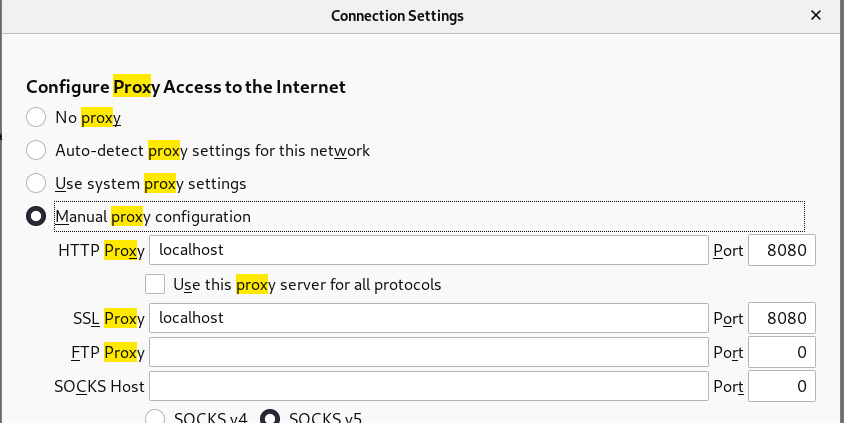 Connection Settings ×
Configure Proxy Access to the Internet
No proxy
Auto-detect proxy settings for this network
Use system proxy settings
Manual proxy configuration
HTTP Proxy localhost Port 8080
Use this proxy server for all protocols
SSL Proxy localhost Port 8080
FTP Proxy Port 0
SOCKS Host Port 0
SOCKS v4 SOCKS v5